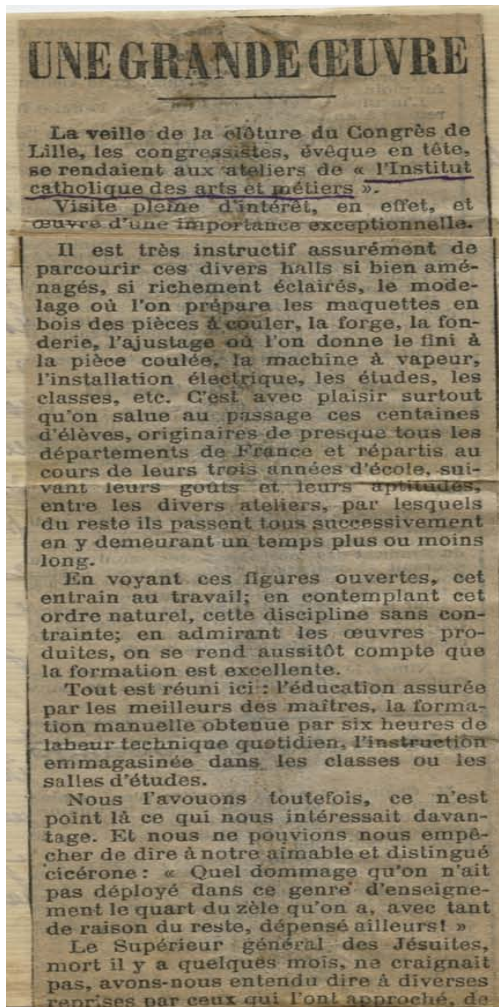 UNE GRANDE ŒUVRE
La veille de la clôture du Congrès de
Lille, les congressistes, évêque en tête,
se rendaient aux ateliers de « l'Institut
catholique des arts et métiers ».
Visite pleine d'intérêt, en effet, et
œuvre d'une importance exceptionnelle.
Il est très instructif assurément de
parcourir ces divers halls si bien amé-
nagés, si richement éclairés, le mode-
lage où l'on prépare les maquettes en
bois des pièces à couler, la forge, la fon-
derie, l'ajustage où l'on donne le fini à
la pièce coulée, la machine à vapeur,
l'installation électrique, les études, les
classes, etc. C'est avec plaisir surtout
qu'on salue au passage ces centaines
d'élèves, originaires de presque tous les
départements de France et répartis au
cours de leurs trois années d'école, sui-
vant leurs goûts et leurs aptitudes,
entre les divers ateliers, par lesquels
du reste ils passent tous successivement
en y demeurant un temps plus ou moins
long.
En voyant ces figures ouvertes, cet
entrain au travail; en contemplant cet
ordre naturel, cette discipline sans con-
trainte; en admirant les œuvres pro-
duites, on se rend aussitôt compte que
la formation est excellente.
Tout est réuni ici : l'éducation assurée
par les meilleurs des maîtres, la forma-
tion manuelle obtenue par six heures de
labeur technique quotidien, l'instruction
emmagasinée dans les classes ou les
salles d'études.
Nous l'avouons toutefois, ce n'est
point là ce qui nous intéressait davan-
tage. Et nous ne pouvions nous empê-
cher de dire à notre aimable et distingué
cicérone : « Quel dommage qu'on n'ait
pas déployé dans ce genre d'enseigne-
ment le quart du zèle qu'on a, avec tant
de raison du reste, dépensé ailleurs! »
Le Supérieur général des Jésuites,
mort il y a quelques mois, ne craignait
pas, avons-nous entendu dire à diverses
reprises par ceux qui l'ont approché, de